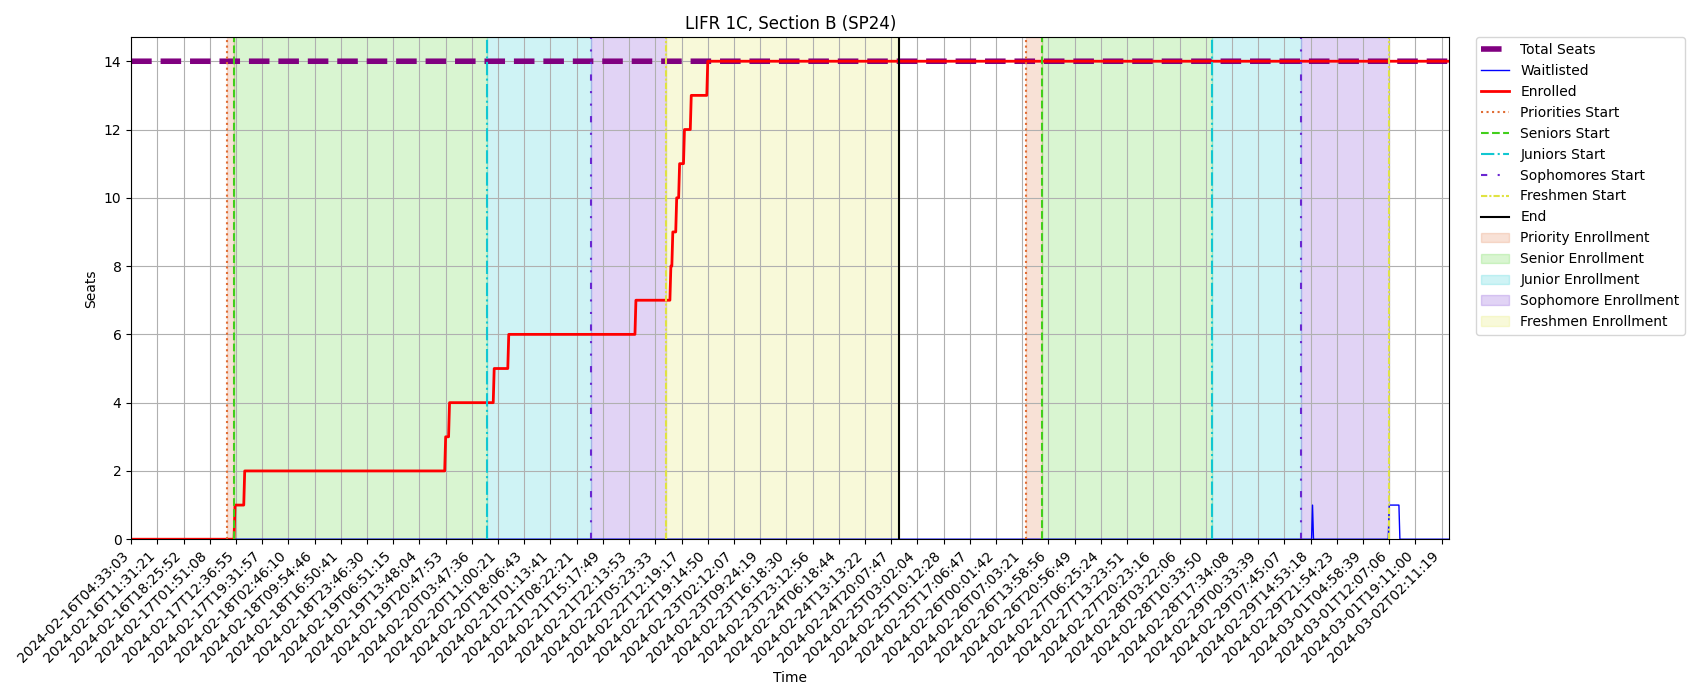 LIFR 1C, Section B (SP24)
Seats
14
12
10
8
6
4
2
0
2024-02-16T04:33:03
2024-02-16T11:31:21
2024-02-16T18:25:52
2024-02-17T01:51:08
2024-02-17T12:36:55
2024-02-17T19:31:57
2024-02-18T02:46:10
2024-02-18T09:54:46
2024-02-18T16:50:41
2024-02-18T23:46:30
2024-02-19T06:51:15
2024-02-19T13:48:04
2024-02-19T20:47:53
2024-02-20T03:47:36
2024-02-20T11:00:21
2024-02-20T18:06:43
2024-02-21T01:13:41
2024-02-21T08:22:21
2024-02-21T15:17:49
2024-02-21T22:13:53
2024-02-22T05:23:33
2024-02-22T12:19:17
2024-02-22T19:14:50
2024-02-23T02:12:07
2024-02-23T09:24:19
2024-02-23T16:18:30
2024-02-23T23:12:56
2024-02-24T06:18:44
2024-02-24T13:13:22
2024-02-24T20:07:47
2024-02-25T03:02:04
2024-02-25T10:12:28
2024-02-25T17:06:47
2024-02-26T00:01:42
2024-02-26T07:03:21
2024-02-26T13:58:56
2024-02-26T20:56:49
2024-02-27T06:25:24
2024-02-27T13:23:51
2024-02-27T20:23:16
2024-02-28T03:22:06
2024-02-28T10:33:50
2024-02-28T17:34:08
2024-02-29T00:33:39
2024-02-29T07:45:07
2024-02-29T14:53:18
2024-02-29T21:54:23
2024-03-01T04:58:39
2024-03-01T12:07:06
2024-03-01T19:11:00
2024-03-02T02:11:19
Time
Total Seats
Waitlisted
Enrolled
Priorities Start
Seniors Start
Juniors Start
Sophomores Start
Freshmen Start
End
Priority Enrollment
Senior Enrollment
Junior Enrollment
Sophomore Enrollment
Freshmen Enrollment